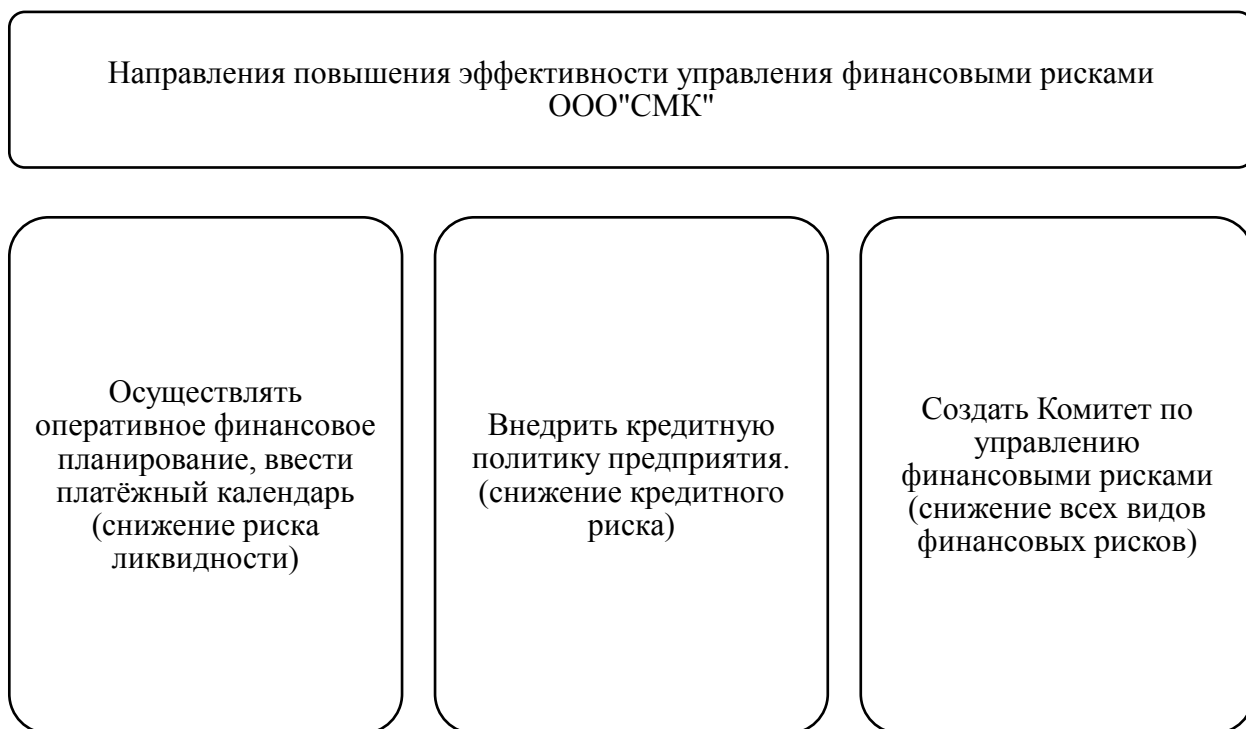 Направления повышения эффективности управления финансовыми рисками
ООО"СМК"
Осуществлять
оперативное финансовое
планирование, ввести
платёжный календарь
(снижение риска
ликвидности)
Внедрить кредитную
политику предприятия.
(снижение кредитного
риска)
Создать Комитет по
управлению
финансовыми рисками
(снижение всех видов
финансовых рисков)